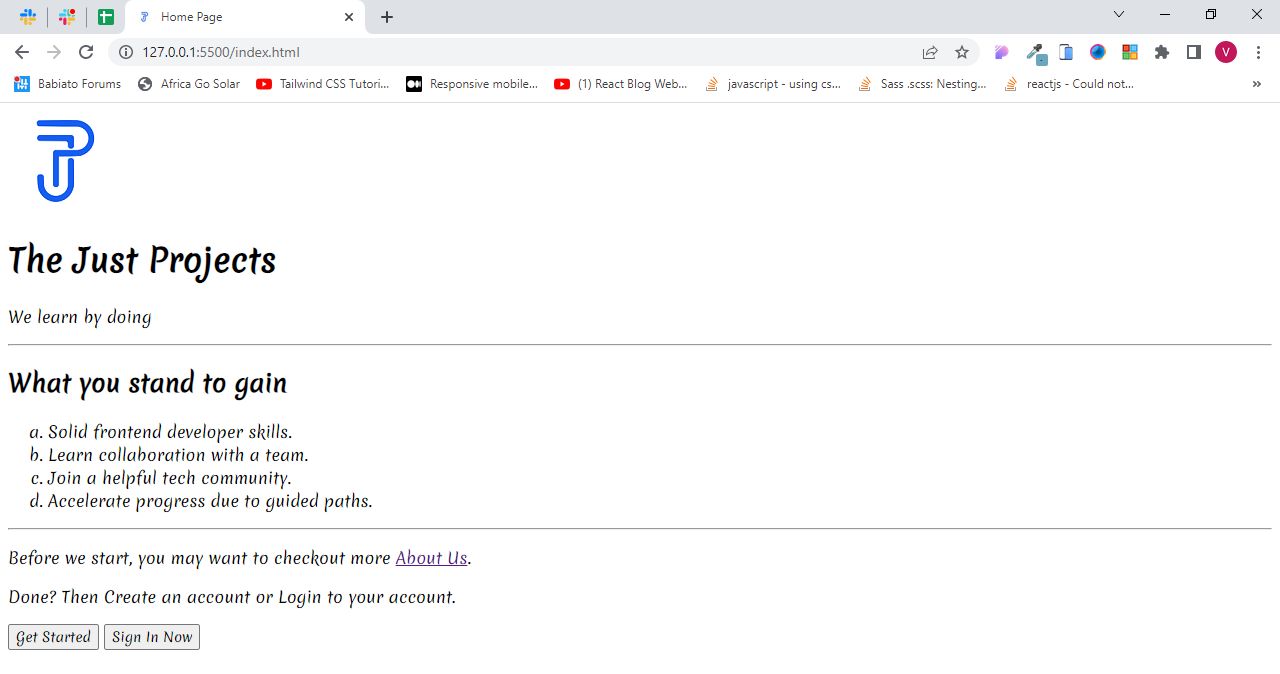 Home Page
127.0.0.1:5500/index.html
V
Babiato Forums Africa Go Solar Tailwind CSS Tutori... Responsive mobile... (1) React Blog Web... javascript - using cs... Sass .scss: Nesting... reactjs - Could not... »
The Just Projects
We learn by doing
What you stand to gain
a. Solid frontend developer skills.
b. Learn collaboration with a team.
c. Join a helpful tech community.
d. Accelerate progress due to guided paths.
Before we start, you may want to checkout more About Us.
Done? Then Create an account or Login to your account.
Get Started Sign In Now